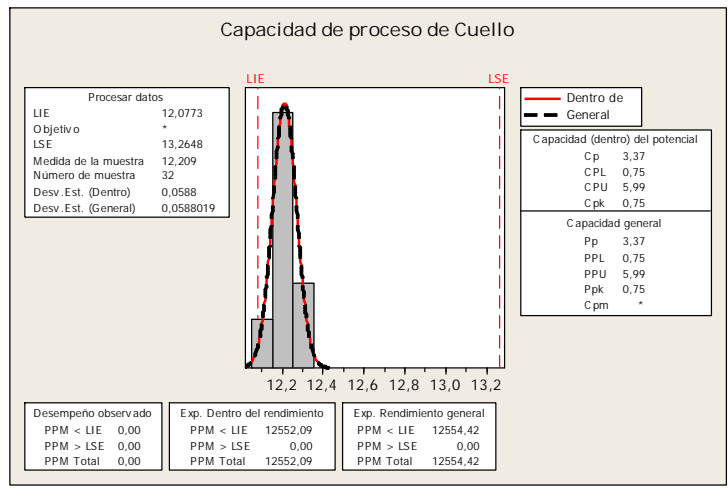 Capacidad de proceso de Cuello
LIE LSE
Procesar datos
LIE 12,0773
Objetivo *
LSE 13,2648
Medida de la muestra 12,209
Número de muestra 32
Desv.Est. (Dentro) 0,0588
Desv.Est. (General) 0,0588019
Dentro de
General
Capacidad (dentro) del potencial
Cp 3,37
CPL 0,75
CPU 5,99
Cpk 0,75
Capacidad general
Pp 3,37
PPL 0,75
PPU 5,99
Ppk 0,75
Cpm *
12,2 12,4 12,6 12,8 13,0 13,2
Desempeño observado
PPM < LIE 0,00
PPM > LSE 0,00
PPM Total 0,00
Exp. Dentro del rendimiento
PPM < LIE 12552,09
PPM > LSE 0,00
PPM Total 12552,09
Exp. Rendimiento general
PPM < LIE 12554,42
PPM > LSE 0,00
PPM Total 12554,42